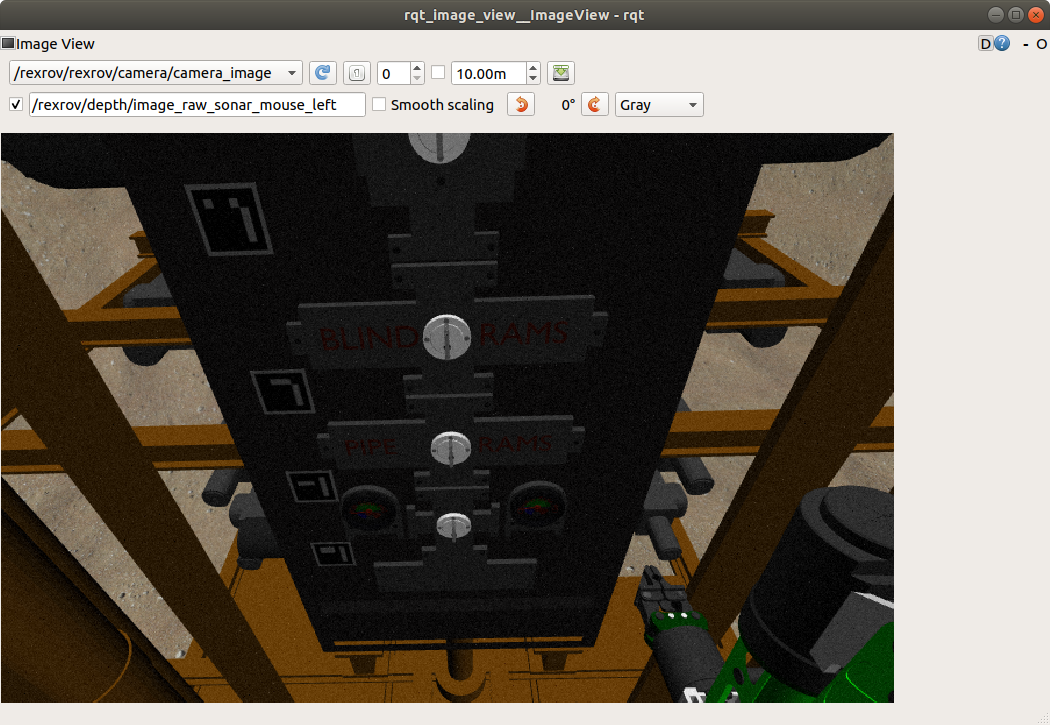 rqt_image_view__ImageView - rqt
Image View
D ? - O
/rexrov/rexrov/camera/camera_image 0 10.00m
/rexrov/depth/image_raw_sonar_mouse_left Smooth scaling 0° Gray
BLIND RAMS
PIPE RAMS